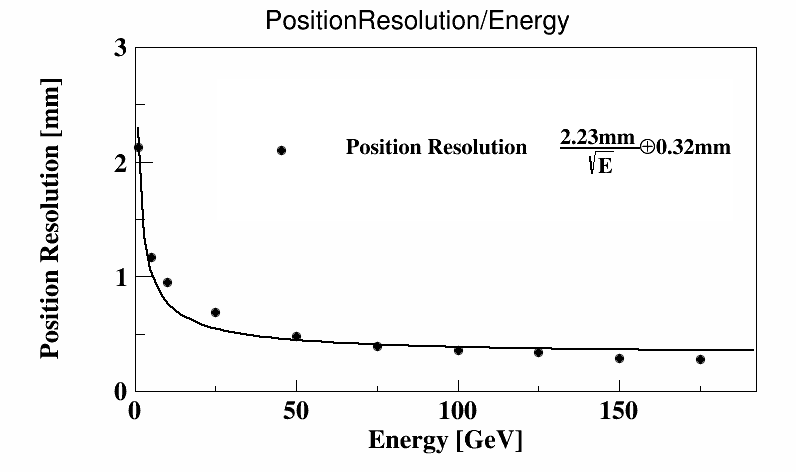 PositionResolution/Energy
3
2
1
0
Position Resolution [mm]
Position Resolution 2.23mm/√E ⊕0.32mm
0 50 100 150
Energy [GeV]